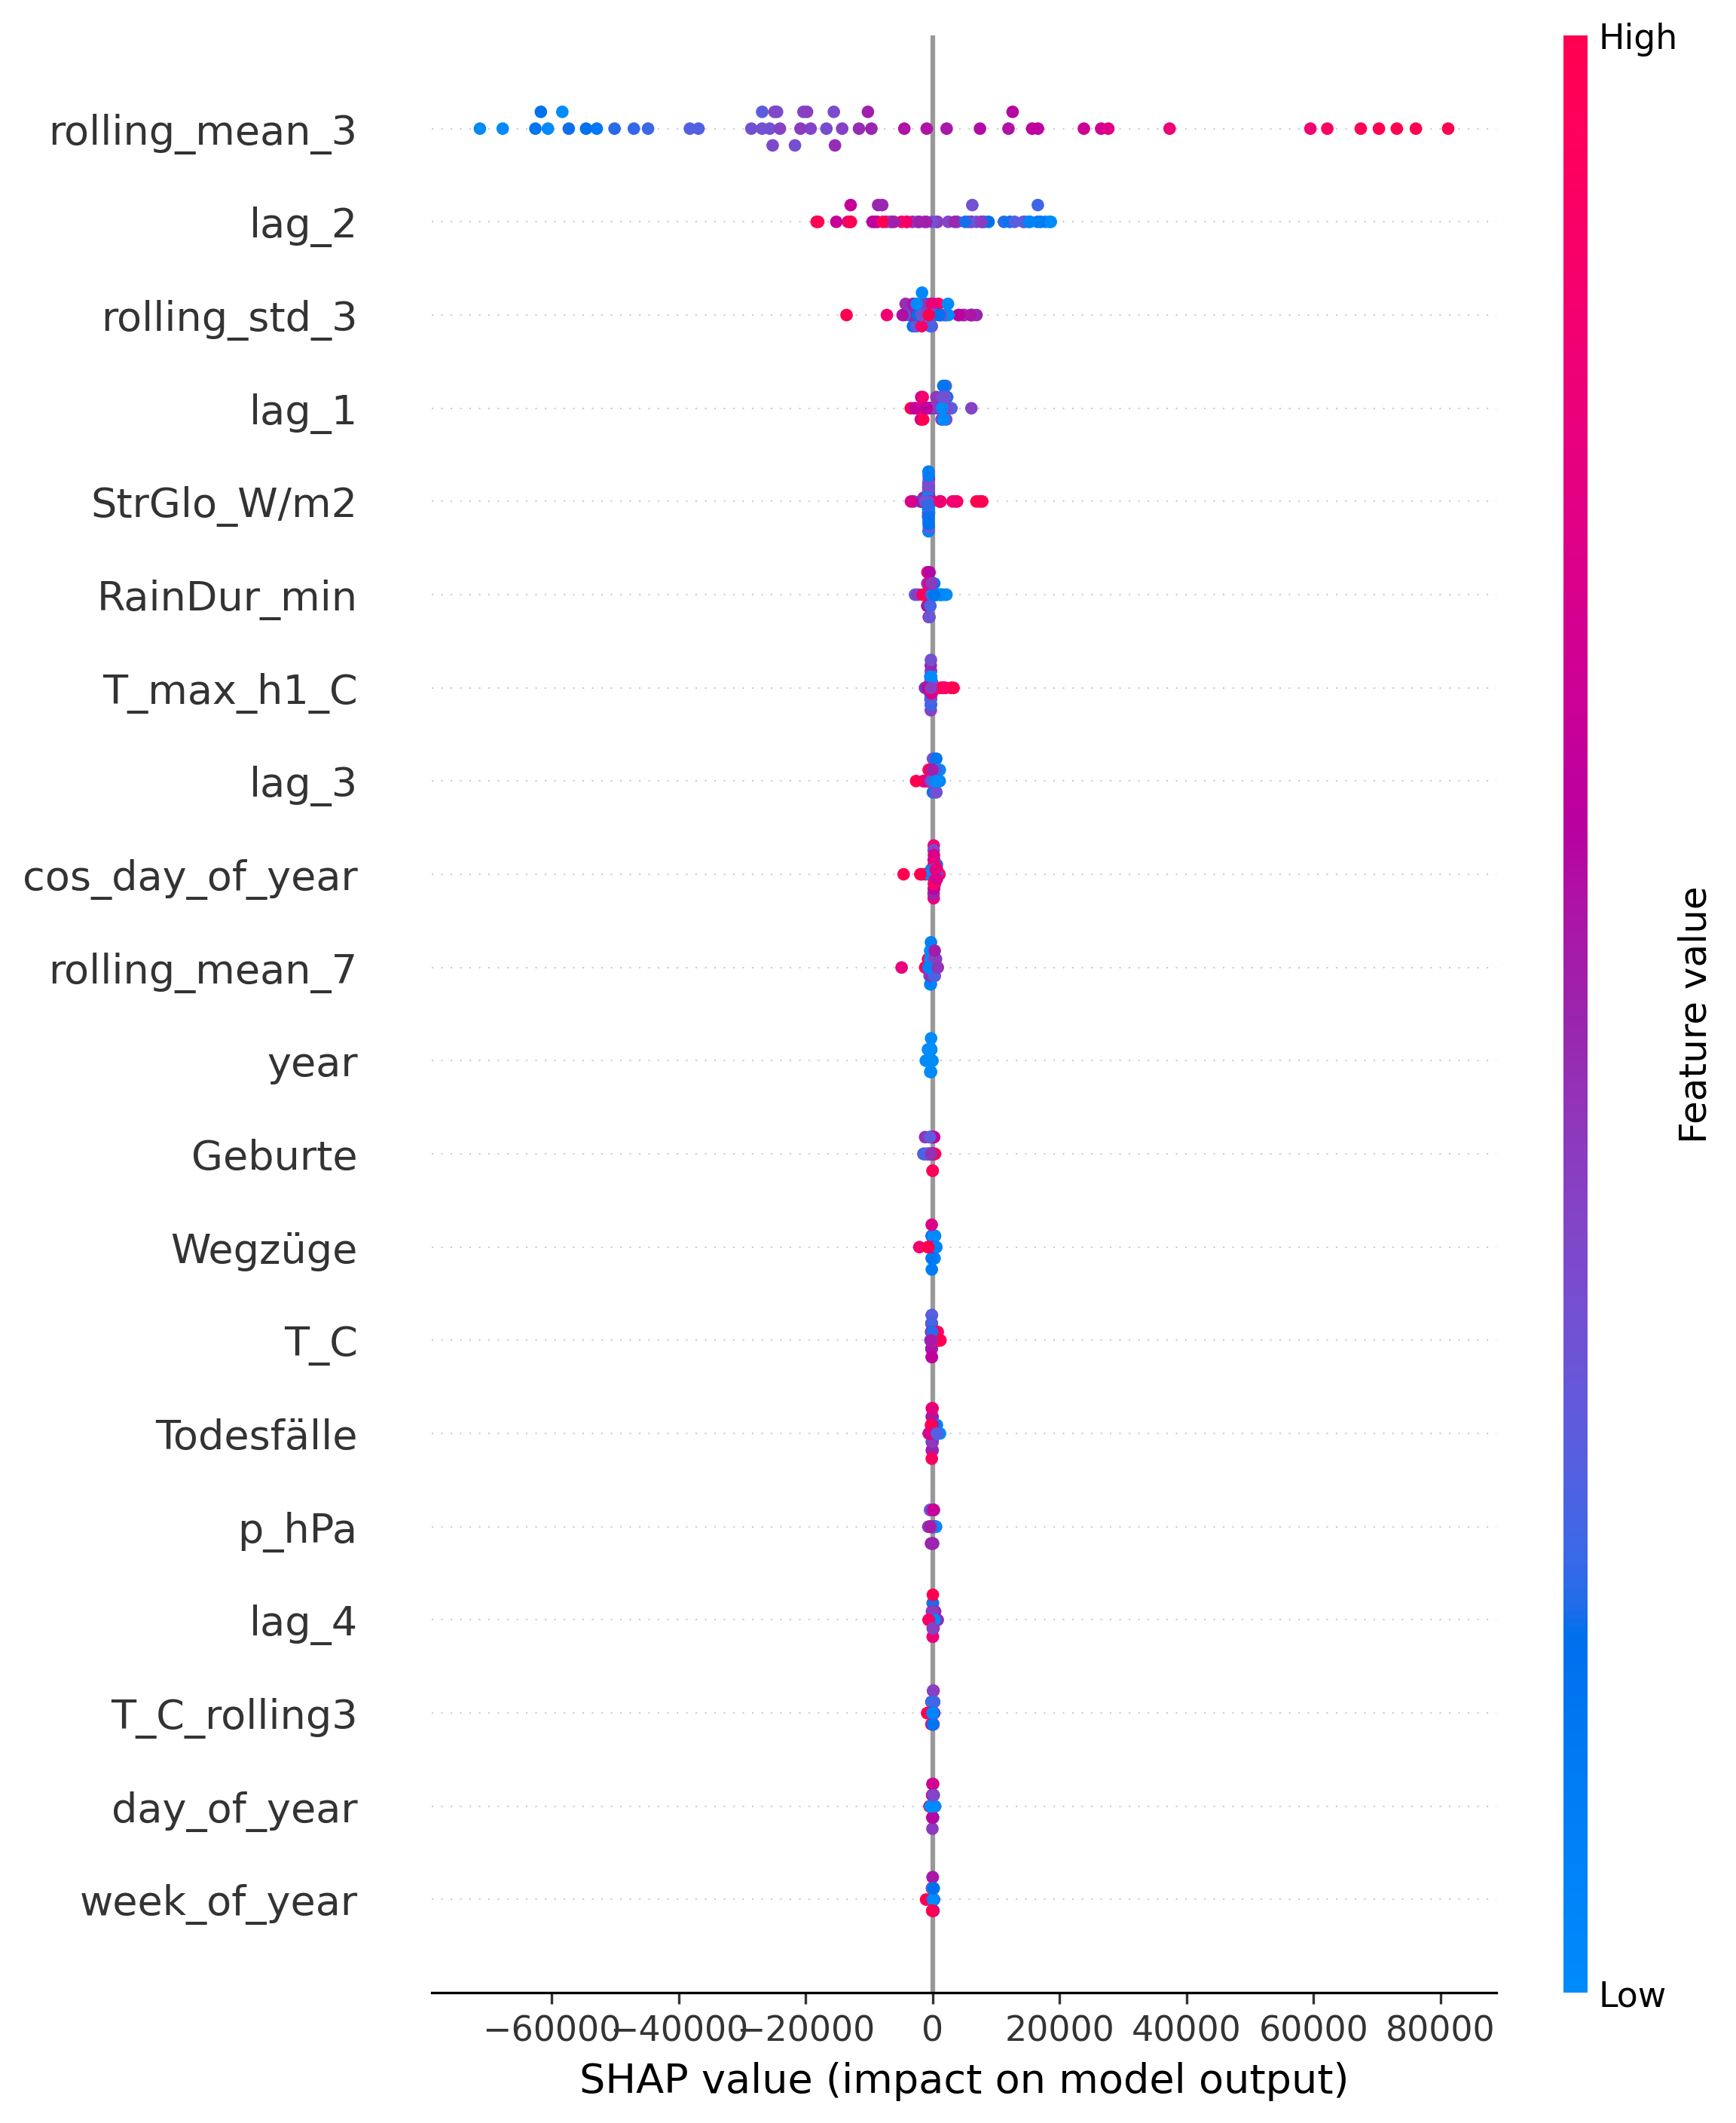 High
rolling_mean_3
lag_2
rolling_std_3
lag_1
StrGlo_W/m2
RainDur_min
T_max_h1_C
lag_3
cos_day_of_year
rolling_mean_7
year
Geburte
Wegzüge
T_C
Todesfälle
p_hPa
lag_4
T_C_rolling3
day_of_year
week_of_year
Feature value
Low
−60000 −40000 −20000 0 20000 40000 60000 80000
SHAP value (impact on model output)